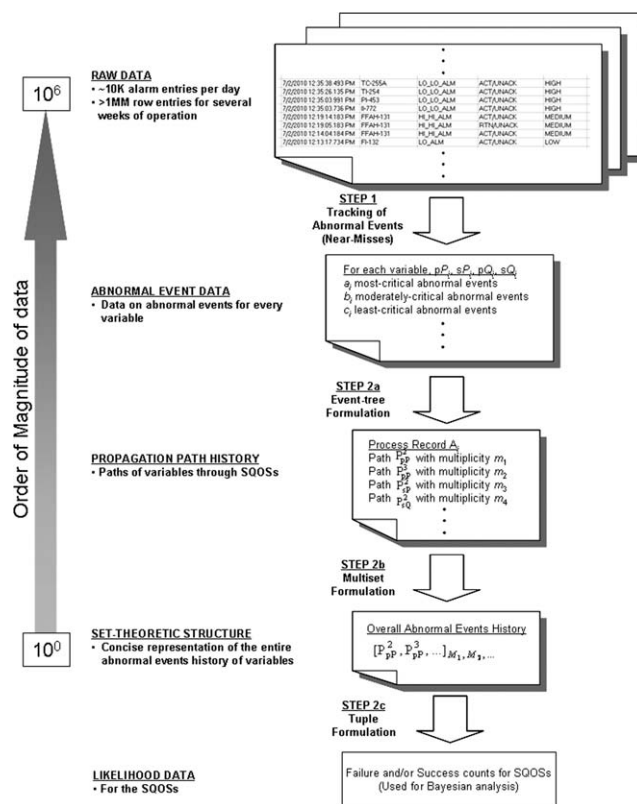 RAW DATA
• ~10K alarm entries per day
• >1MM row entries for several
weeks of operation
10⁶
7/2/2010 12:35:38:493 PM TC-255A LO_LO_ALM ACT/UNACK HIGH
7/2/2010 12:35:26:135 PM TI-254 LO_LO_ALM ACT/UNACK HIGH
7/2/2010 12:35:03:991 PM PI-453 LO_LO_ALM ACT/UNACK HIGH
7/2/2010 12:35:03:736 PM II-772 LO_LO_ALM ACT/UNACK HIGH
7/2/2010 12:19:14:183 PM FFAH-131 HI_HI_ALM ACT/UNACK MEDIUM
7/2/2010 12:19:05:183 PM FFAH-131 HI_HI_ALM RTN/UNACK MEDIUM
7/2/2010 12:14:04:184 PM FFAH-131 HI_HI_ALM ACT/UNACK MEDIUM
7/2/2010 12:13:17:734 PM FI-132 LO_ALM ACT/UNACK LOW
STEP 1
Tracking of
Abnormal Events
(Near-Misses)
Order of Magnitude of data
ABNORMAL EVENT DATA
• Data on abnormal events for every
variable
For each variable, pPᵢ, sPᵢ, pQᵢ, sQᵢ
aᵢ most-critical abnormal events
bᵢ moderately-critical abnormal events
cᵢ least-critical abnormal events
STEP 2a
Event-tree
Formulation
PROPAGATION PATH HISTORY
• Paths of variables through SQOSs
Process Record Aᵢ
Path P²pP with multiplicity m₁
Path P³pP with multiplicity m₂
Path P²sP with multiplicity m₃
Path P²sQ with multiplicity m₄
STEP 2b
Multiset
Formulation
10⁰
SET-THEORETIC STRUCTURE
• Concise representation of the entire
abnormal events history of variables
Overall Abnormal Events History
[P²pP, P³pP, ...]M₁, M₂, ...
STEP 2c
Tuple
Formulation
LIKELIHOOD DATA
• For the SQOSs
Failure and/or Success counts for SQOSs
(Used for Bayesian analysis)